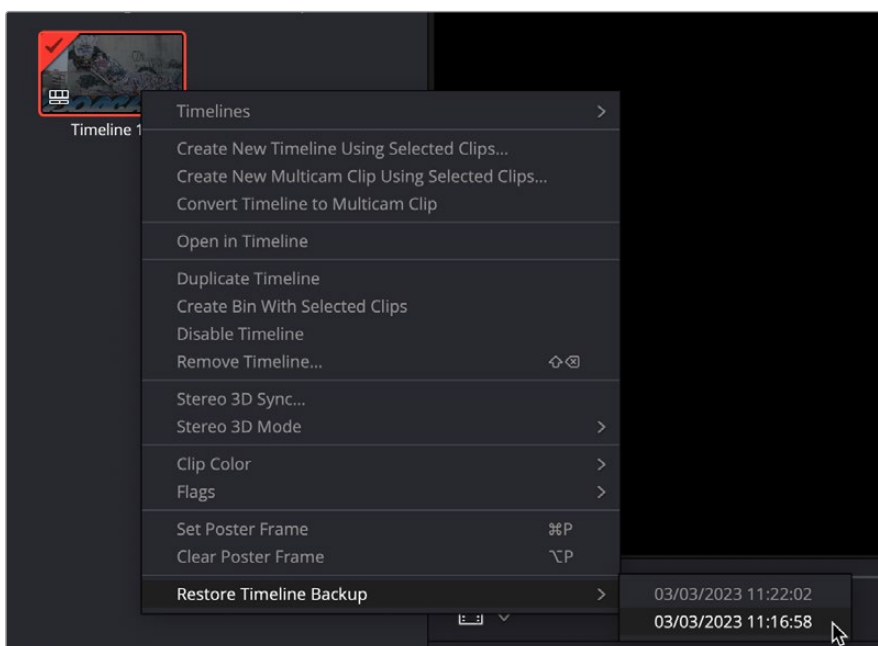 Timeline 1
Timelines
Create New Timeline Using Selected Clips...
Create New Multicam Clip Using Selected Clips...
Convert Timeline to Multicam Clip
Open in Timeline
Duplicate Timeline
Create Bin With Selected Clips
Disable Timeline
Remove Timeline... ⇧⌫
Stereo 3D Sync...
Stereo 3D Mode
Clip Color
Flags
Set Poster Frame ⌘P
Clear Poster Frame ⌥P
Restore Timeline Backup
03/03/2023 11:22:02
03/03/2023 11:16:58